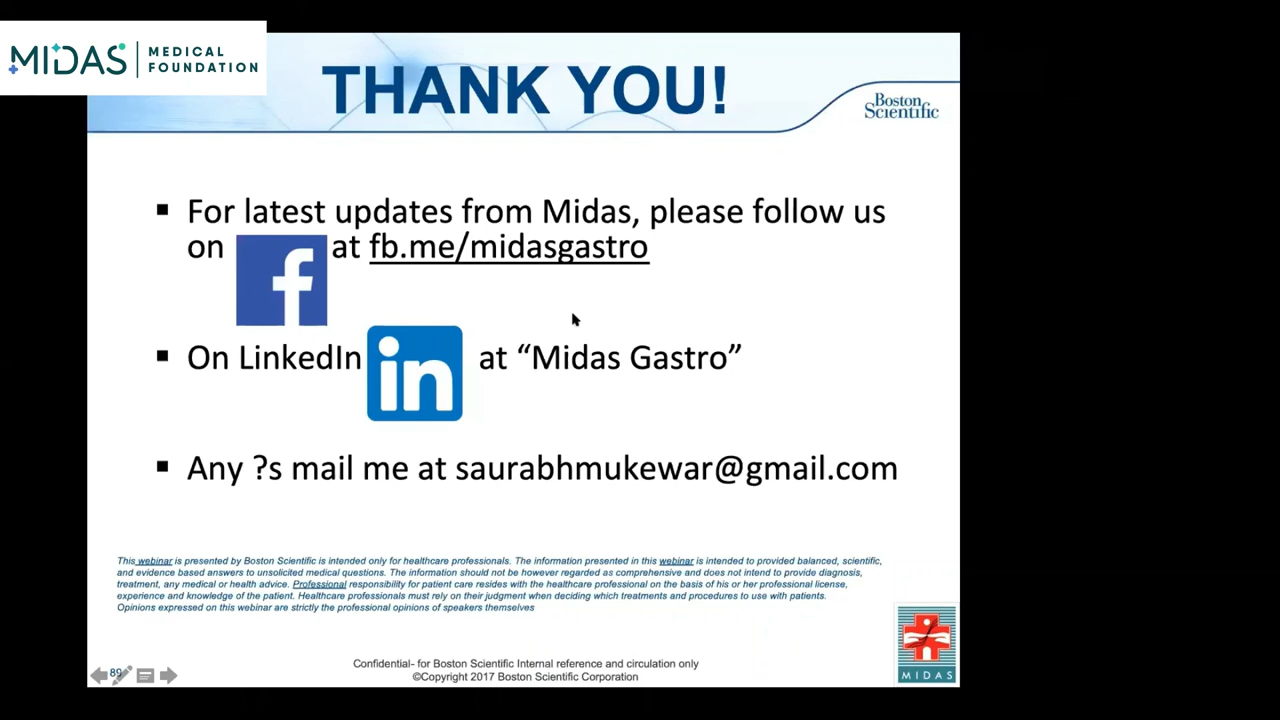 MIDAS MEDICAL FOUNDATION
THANK YOU!
Boston Scientific
▪ For latest updates from Midas, please follow us
on f at fb.me/midasgastro
▪ On LinkedIn in at “Midas Gastro”
▪ Any ?s mail me at saurabhmukewar@gmail.com
This webinar is presented by Boston Scientific is intended only for healthcare professionals. The information presented in this webinar is intended to provided balanced, scientific,
and evidence based answers to unsolicited medical questions. The information should not be however regarded as comprehensive and does not intend to provide diagnosis,
treatment, any medical or health advice. Professional responsibility for patient care resides with the healthcare professional on the basis of his or her professional license,
experience and knowledge of the patient. Healthcare professionals must rely on their judgment when deciding which treatments and procedures to use with patients.
Opinions expressed on this webinar are strictly the professional opinions of speakers themselves
MIDAS
Confidential- for Boston Scientific Internal reference and circulation only
©Copyright 2017 Boston Scientific Corporation
89